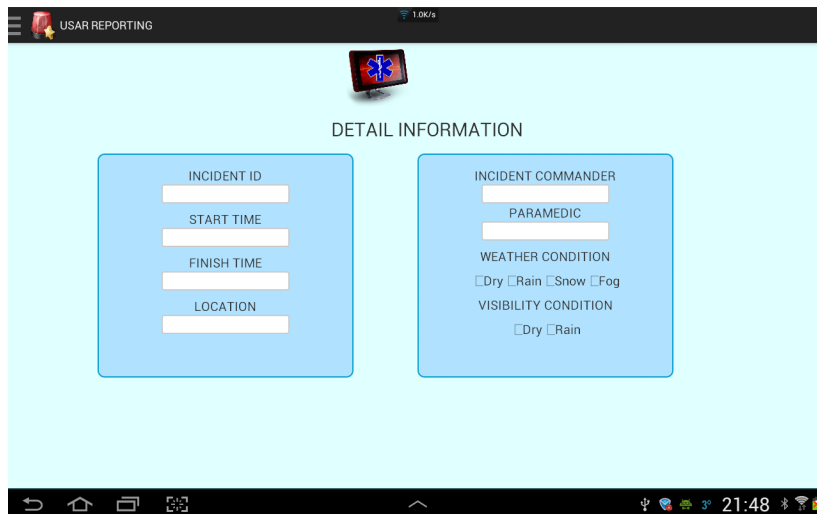 USAR REPORTING
1.0K/s
DETAIL INFORMATION
INCIDENT ID
START TIME
FINISH TIME
LOCATION
INCIDENT COMMANDER
PARAMEDIC
WEATHER CONDITION
Dry Rain Snow Fog
VISIBILITY CONDITION
Dry Rain
3° 21:48